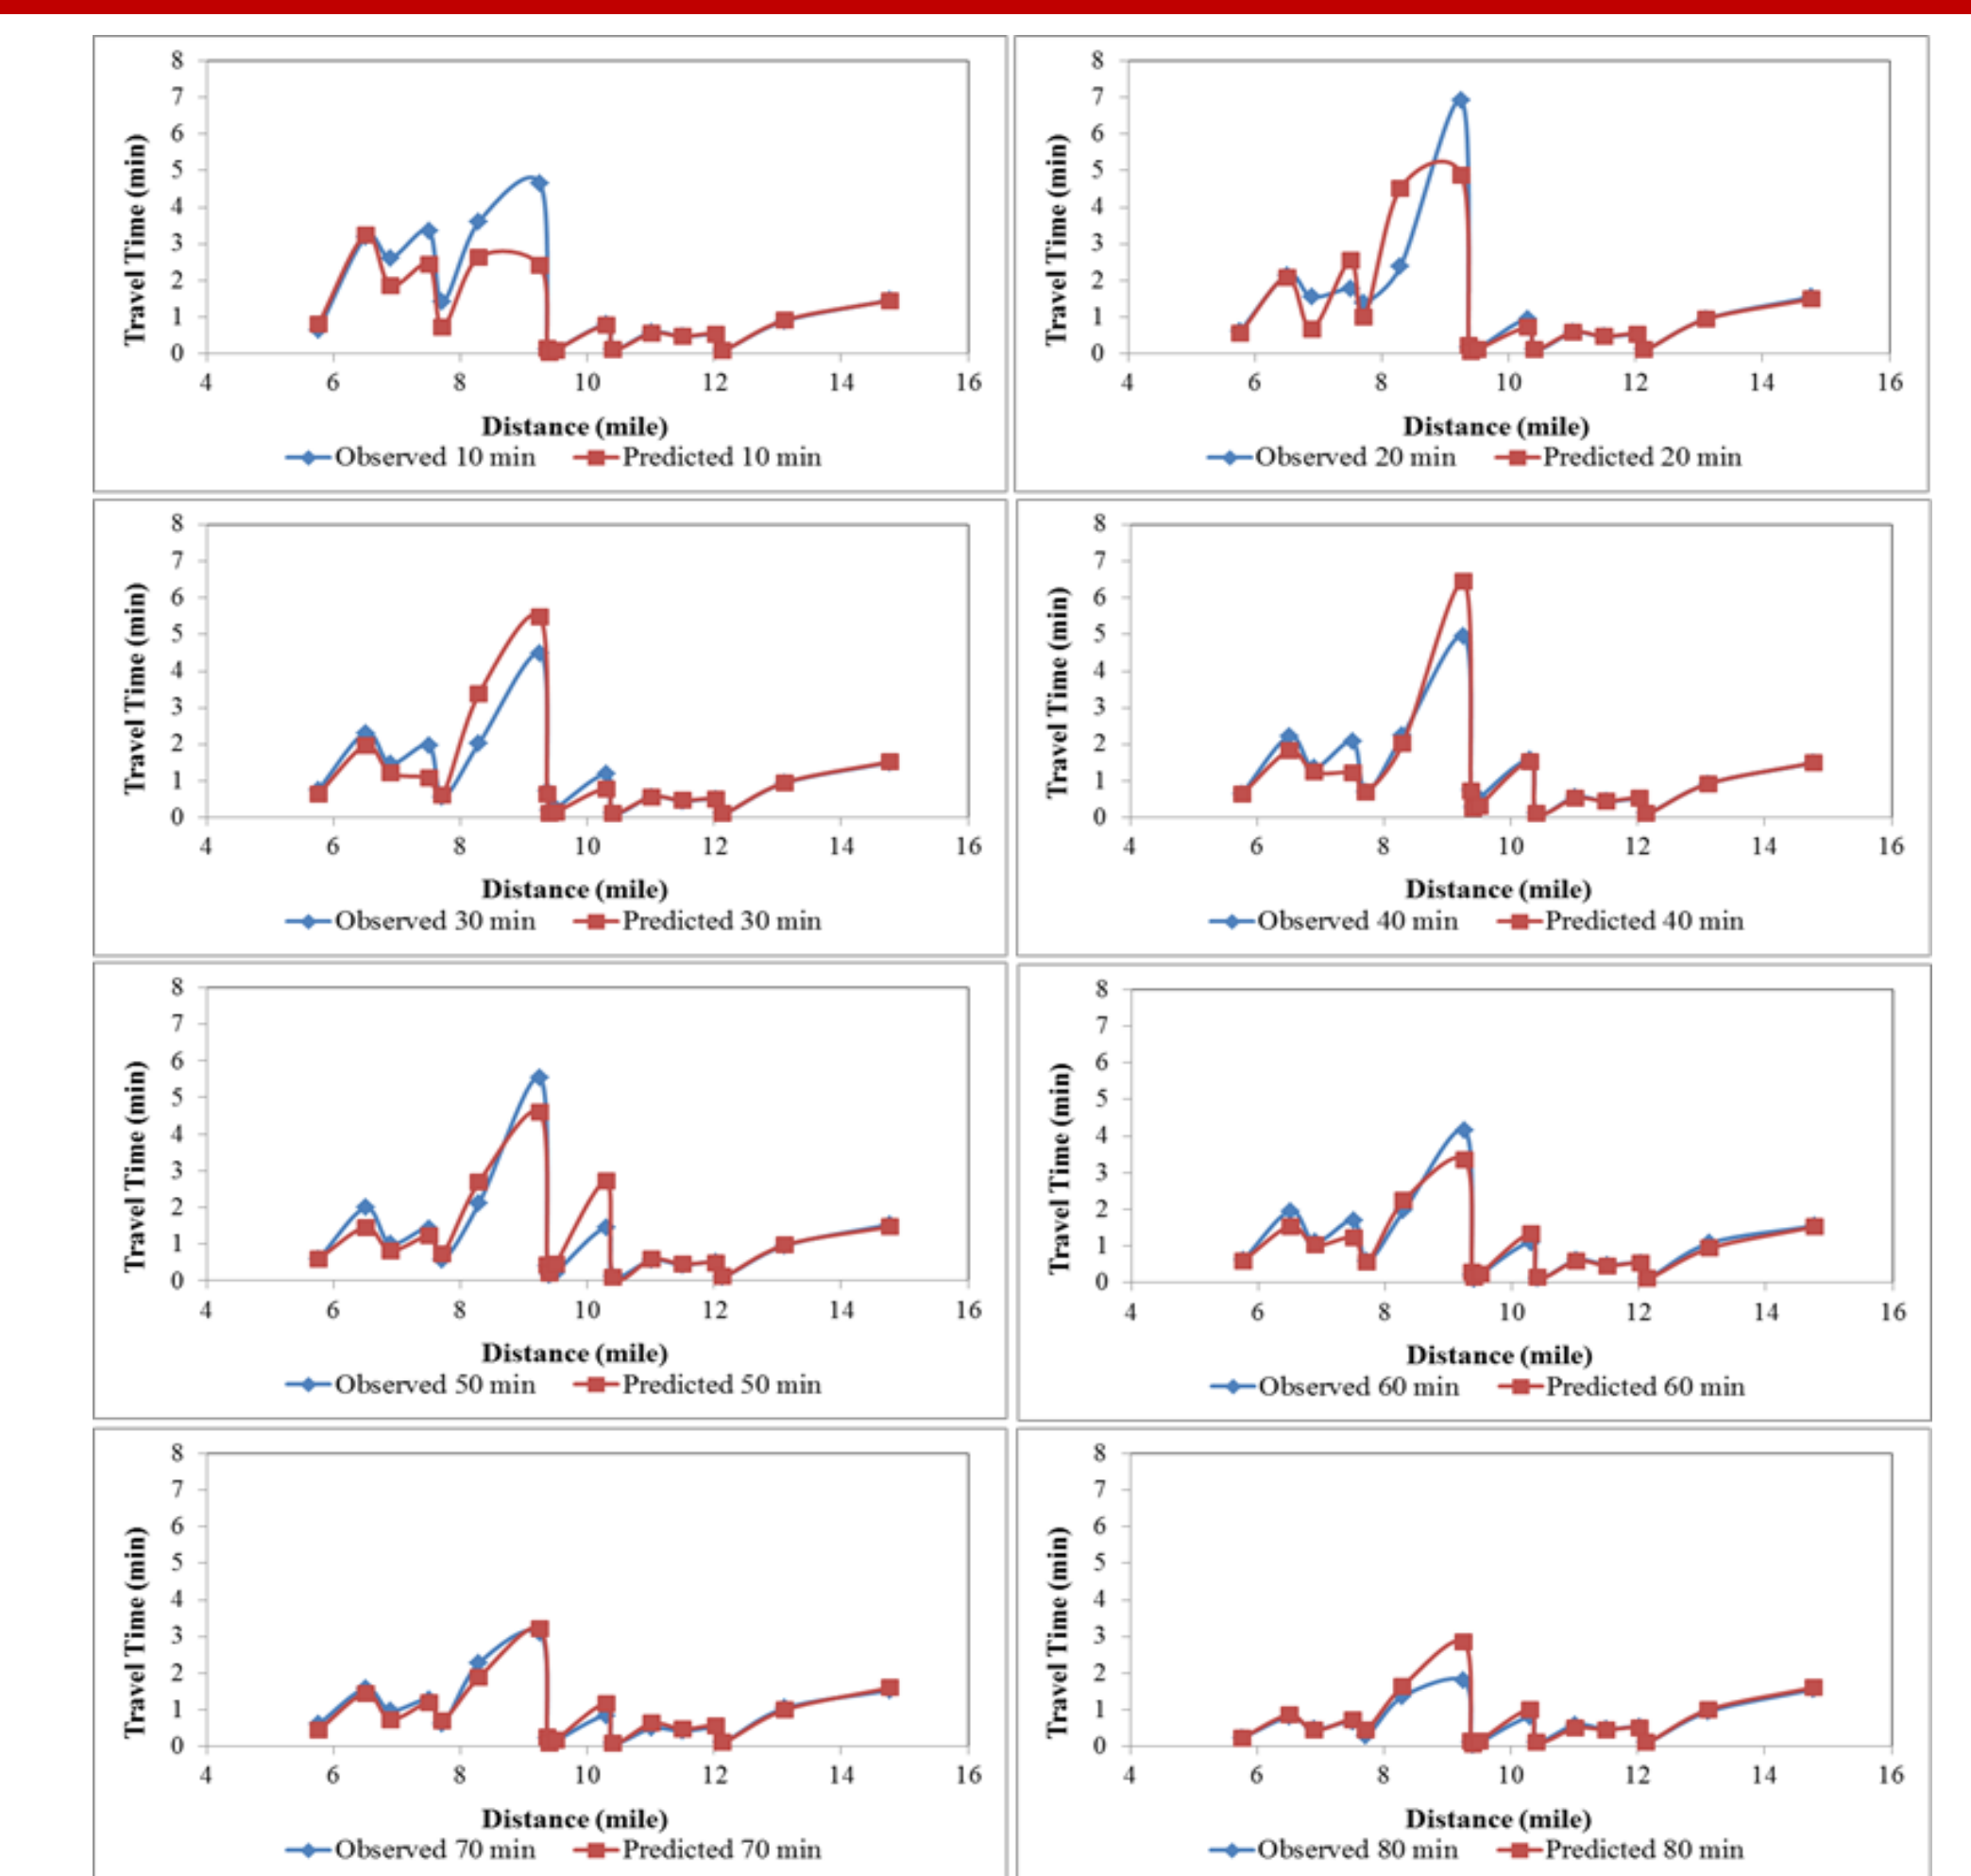 8
7
6
5
4
3
2
1
0
Travel Time (min)
4 6 8 10 12 14 16
Distance (mile)
Observed 10 min Predicted 10 min
8
7
6
5
4
3
2
1
0
Travel Time (min)
4 6 8 10 12 14 16
Distance (mile)
Observed 20 min Predicted 20 min
8
7
6
5
4
3
2
1
0
Travel Time (min)
4 6 8 10 12 14 16
Distance (mile)
Observed 30 min Predicted 30 min
8
7
6
5
4
3
2
1
0
Travel Time (min)
4 6 8 10 12 14 16
Distance (mile)
Observed 40 min Predicted 40 min
8
7
6
5
4
3
2
1
0
Travel Time (min)
4 6 8 10 12 14 16
Distance (mile)
Observed 50 min Predicted 50 min
8
7
6
5
4
3
2
1
0
Travel Time (min)
4 6 8 10 12 14 16
Distance (mile)
Observed 60 min Predicted 60 min
8
7
6
5
4
3
2
1
0
Travel Time (min)
4 6 8 10 12 14 16
Distance (mile)
Observed 70 min Predicted 70 min
8
7
6
5
4
3
2
1
0
Travel Time (min)
4 6 8 10 12 14 16
Distance (mile)
Observed 80 min Predicted 80 min